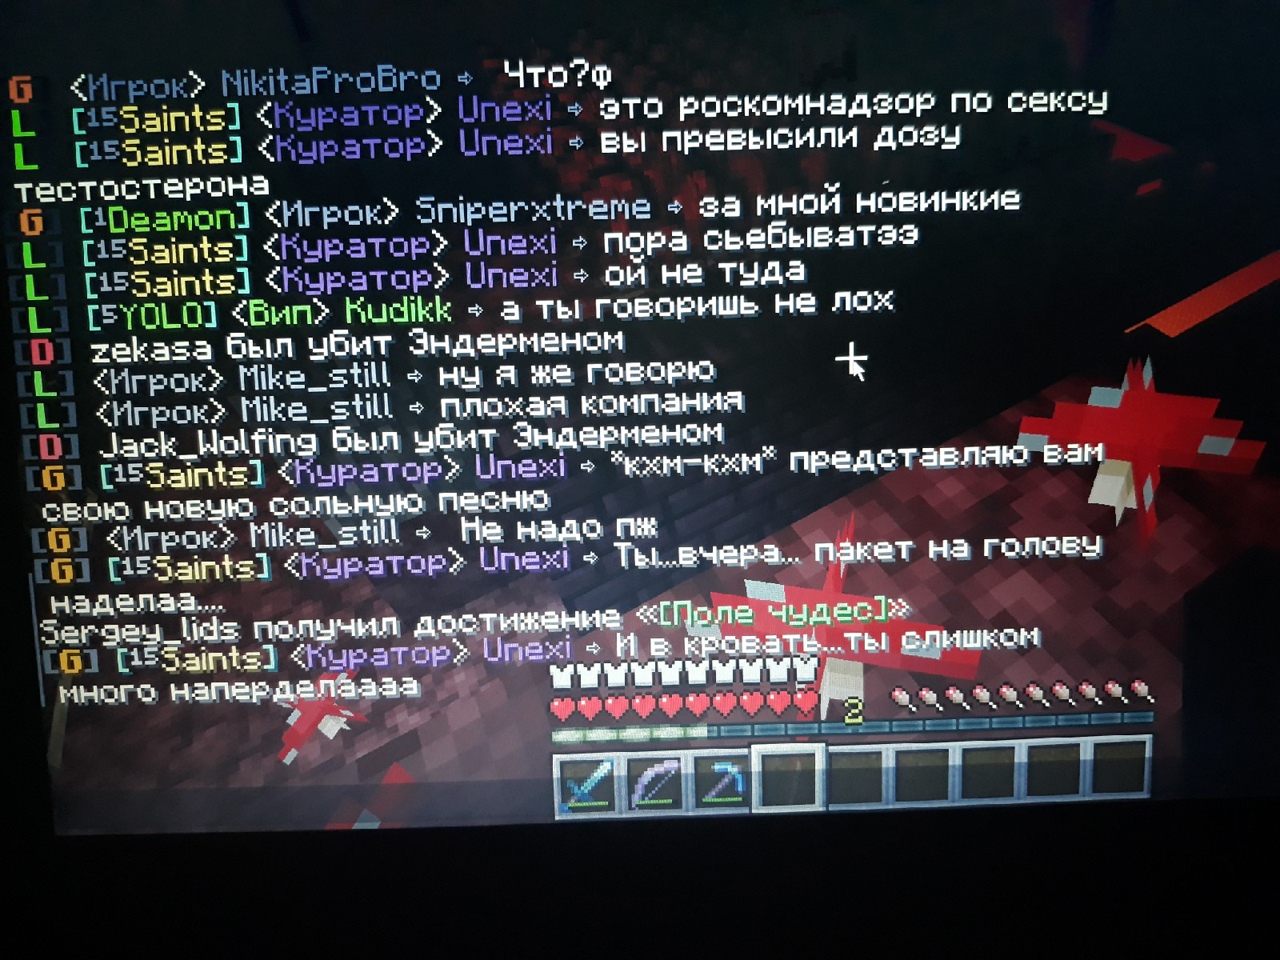 G <Игрок> NikitaProBro ⇨ Что?ф
L [15Saints] <Куратор> Unexi ⇨ это роскомнадзор по сексу
L [15Saints] <Куратор> Unexi ⇨ вы превысили дозу
тестостерона
G [1Deamon] <Игрок> Sniperxtreme ⇨ за мной новинкие
L [15Saints] <Куратор> Unexi ⇨ пора сьебыватээ
[L] [15Saints] <Куратор> Unexi ⇨ ой не туда
[L] [5YOLO] <Вип> Kudikk ⇨ а ты говоришь не лох
[D] zekasa был убит Эндерменом
[L] <Игрок> Mike_still ⇨ ну я же говорю
[L] <Игрок> Mike_still ⇨ плохая компания
[D] Jack_Wolfing был убит Эндерменом
[G] [15Saints] <Куратор> Unexi ⇨ *кхм-кхм* представляю вам
свою новую сольную песню
[G] <Игрок> Mike_still ⇨ Не надо пж
[G] [15Saints] <Куратор> Unexi ⇨ Ты...вчера... пакет на голову
наделаа....
Sergey_lids получил достижение «[Поле чудес]»
[G] [15Saints] <Куратор> Unexi ⇨ И в кровать...ты слишком
много наперделаааа
2